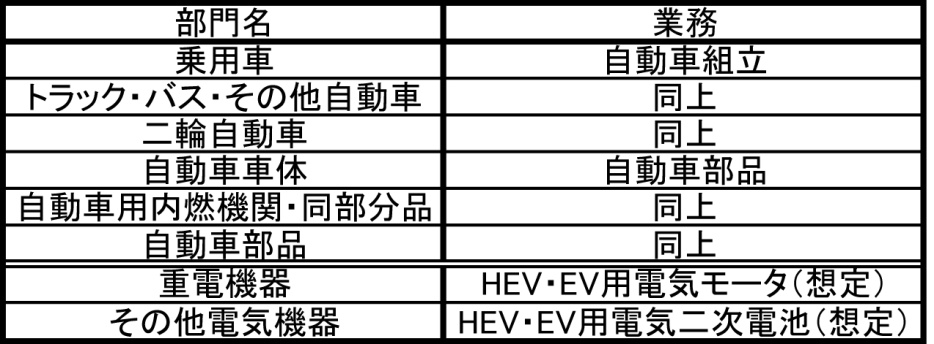 部門名 業務
乗用車 自動車組立
トラック・バス・その他自動車 同上
二輪自動車 同上
自動車車体 自動車部品
自動車用内燃機関・同部分品 同上
自動車部品 同上
重電機器 HEV・EV用電気モータ(想定)
その他電気機器 HEV・EV用電気二次電池(想定)